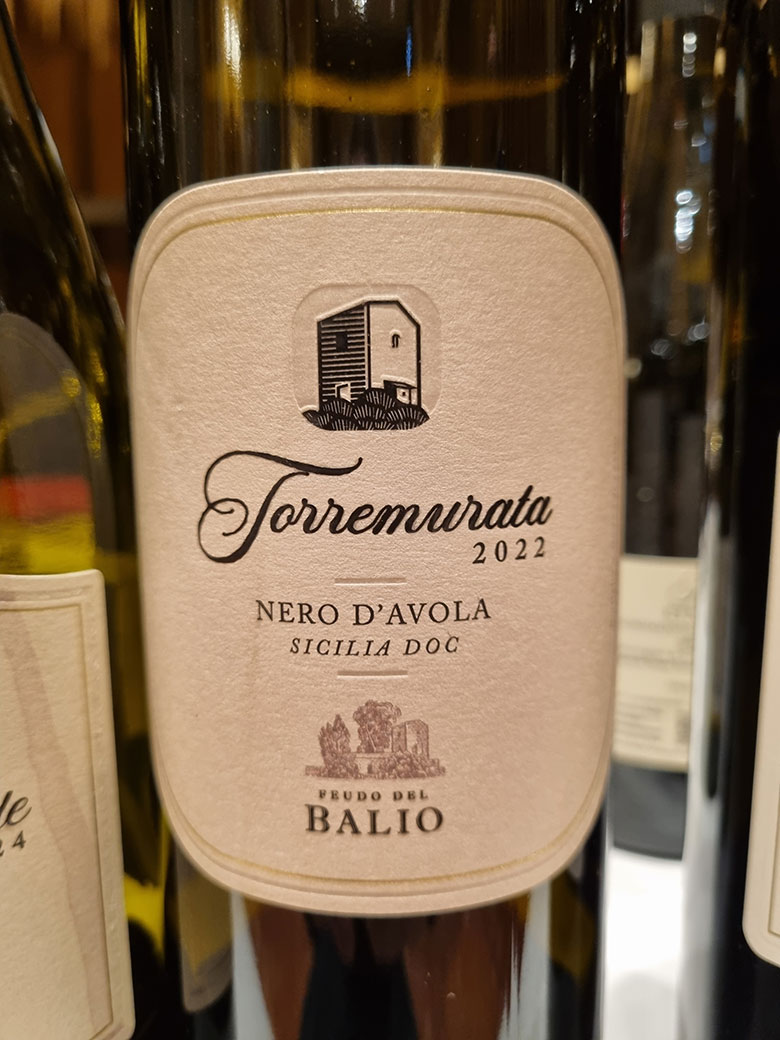 Torremurata
2022
NERO D'AVOLA
SICILIA DOC
FEUDO DEL
BALIO